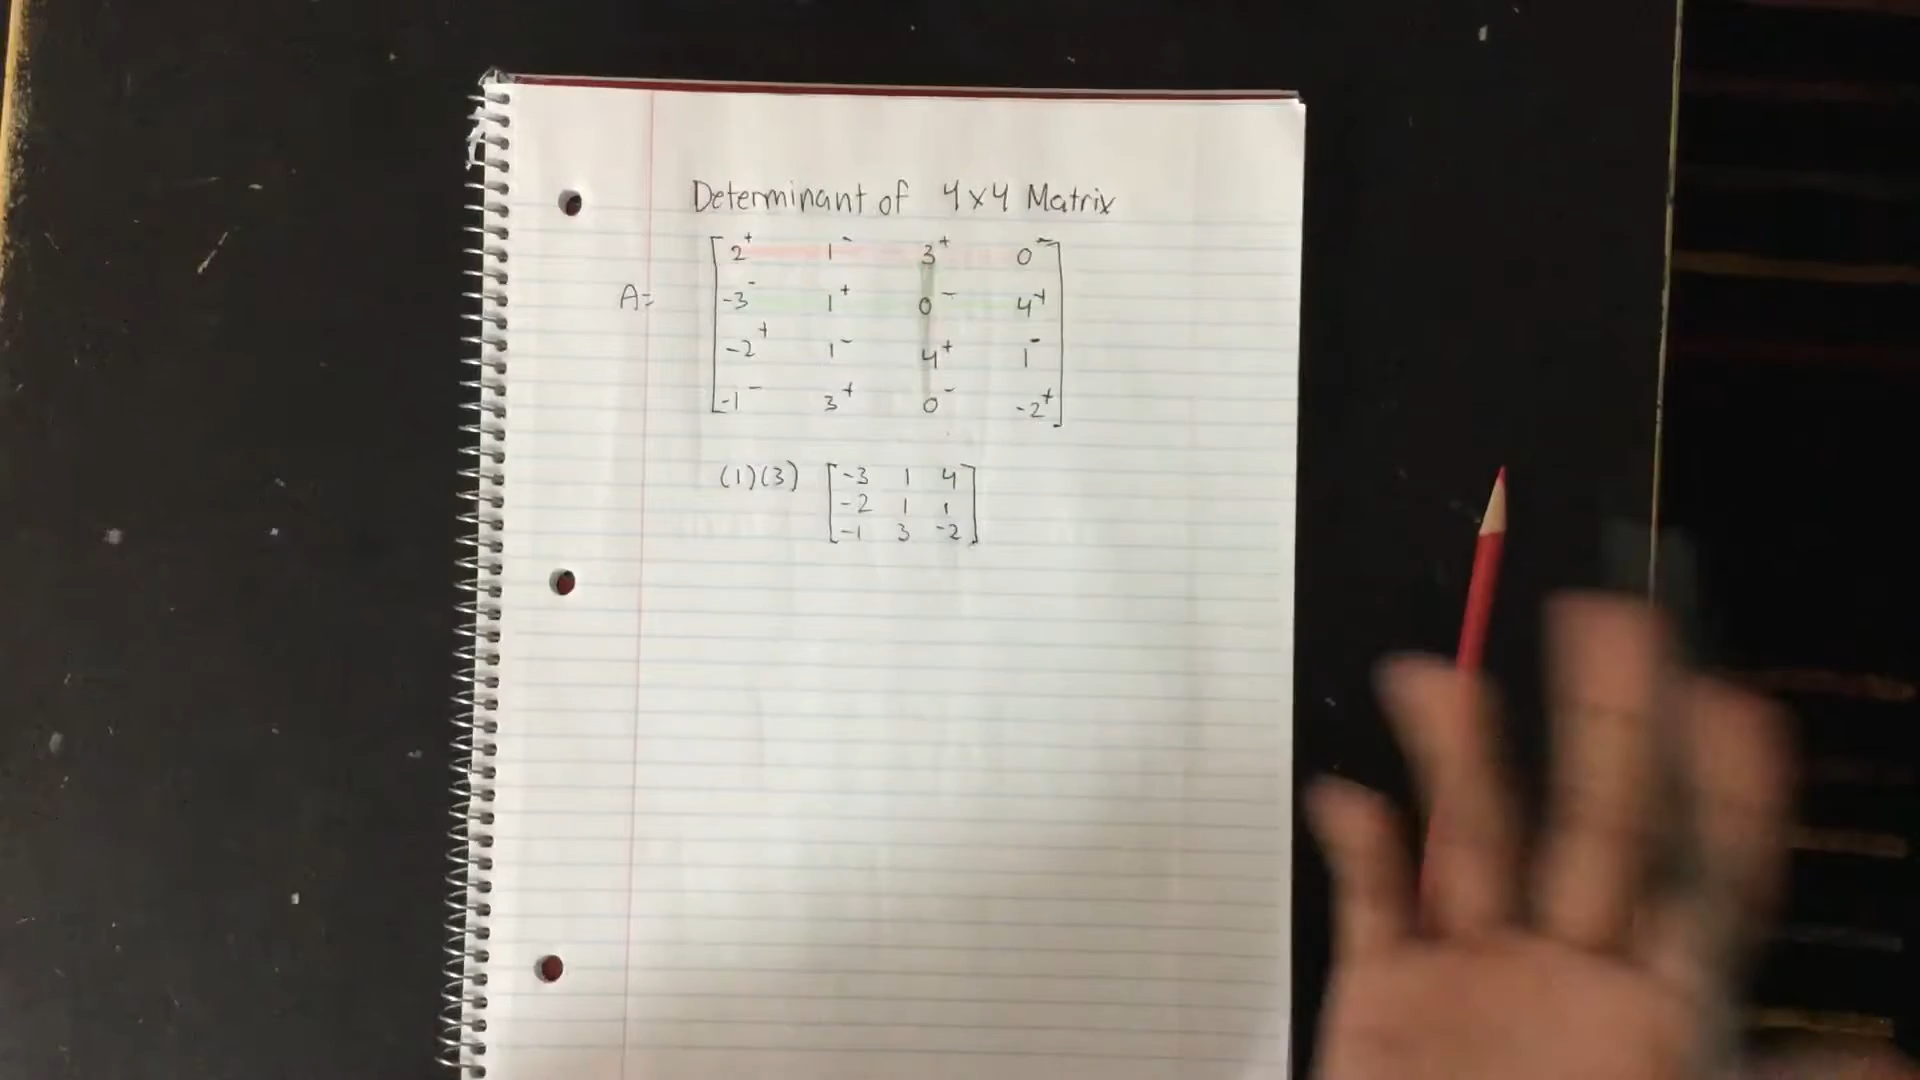 Determinant of 4x4 Matrix
2⁺ 1⁻ 3⁺ 0⁻
A= -3⁻ 1⁺ 0⁻ 4⁺
-2⁺ 1⁻ 4⁺ 1⁻
-1⁻ 3⁺ 0⁻ -2⁺
(1)(3) -3 1 4
-2 1 1
-1 3 -2